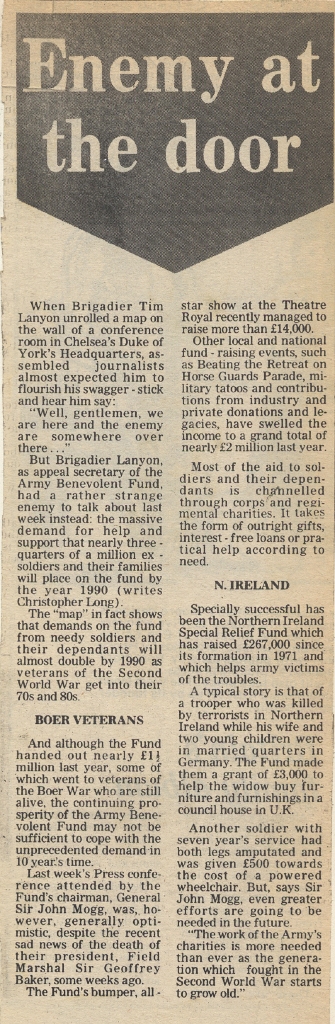 Enemy at
the door
When Brigadier Tim
Lanyon unrolled a map on
the wall of a conference
room in Chelsea's Duke of
York's Headquarters, as-
sembled journalists
almost expected him to
flourish his swagger - stick
and hear him say:
"Well, gentlemen, we
are here and the enemy
are somewhere over
there . . ."
But Brigadier Lanyon,
as appeal secretary of the
Army Benevolent Fund,
had a rather strange
enemy to talk about last
week instead: the massive
demand for help and
support that nearly three -
quarters of a million ex -
soldiers and their families
will place on the fund by
the year 1990 (writes
Christopher Long).
The "map" in fact shows
that demands on the fund
from needy soldiers and
their dependants will
almost double by 1990 as
veterans of the Second
World War get into their
70s and 80s.
BOER VETERANS
And although the Fund
handed out nearly £1½
million last year, some of
which went to veterans of
the Boer War who are still
alive, the continuing pro-
sperity of the Army Bene-
volent Fund may not be
sufficient to cope with the
unprecedented demand in
10 year's time.
Last week's Press confe-
rence attended by the
Fund's chairman, General
Sir John Mogg, was, ho-
wever, generally opti-
mistic, despite the recent
sad news of the death of
their president, Field
Marshal Sir Geoffrey
Baker, some weeks ago.
The Fund's bumper, all -
star show at the Theatre
Royal recently managed to
raise more than £14,000.
Other local and national
fund - raising events, such
as Beating the Retreat on
Horse Guards Parade, mi-
litary tatoos and contribu-
tions from industry and
private donations and le-
gacies, have swelled the
income to a grand total of
nearly £2 million last year.
Most of the aid to sol-
diers and their depen-
dants is channelled
through corps and regi-
mental charities. It takes
the form of outright gifts,
interest - free loans or pra-
tical help according to
need.
N. IRELAND
Specially successful has
been the Northern Ireland
Special Relief Fund which
has raised £267,000 since
its formation in 1971 and
which helps army victims
of the troubles.
A typical story is that of
a trooper who was killed
by terrorists in Northern
Ireland while his wife and
two young children were
in married quarters in
Germany. The Fund made
them a grant of £3,000 to
help the widow buy fur-
niture and furnishings in a
council house in U.K.
Another soldier with
seven year's service had
both legs amputated and
was given £500 towards
the cost of a powered
wheelchair. But, says Sir
John Mogg, even greater
efforts are going to be
needed in the future.
"The work of the Army's
charities is more needed
than ever as the genera-
tion which fought in the
Second World War starts
to grow old."